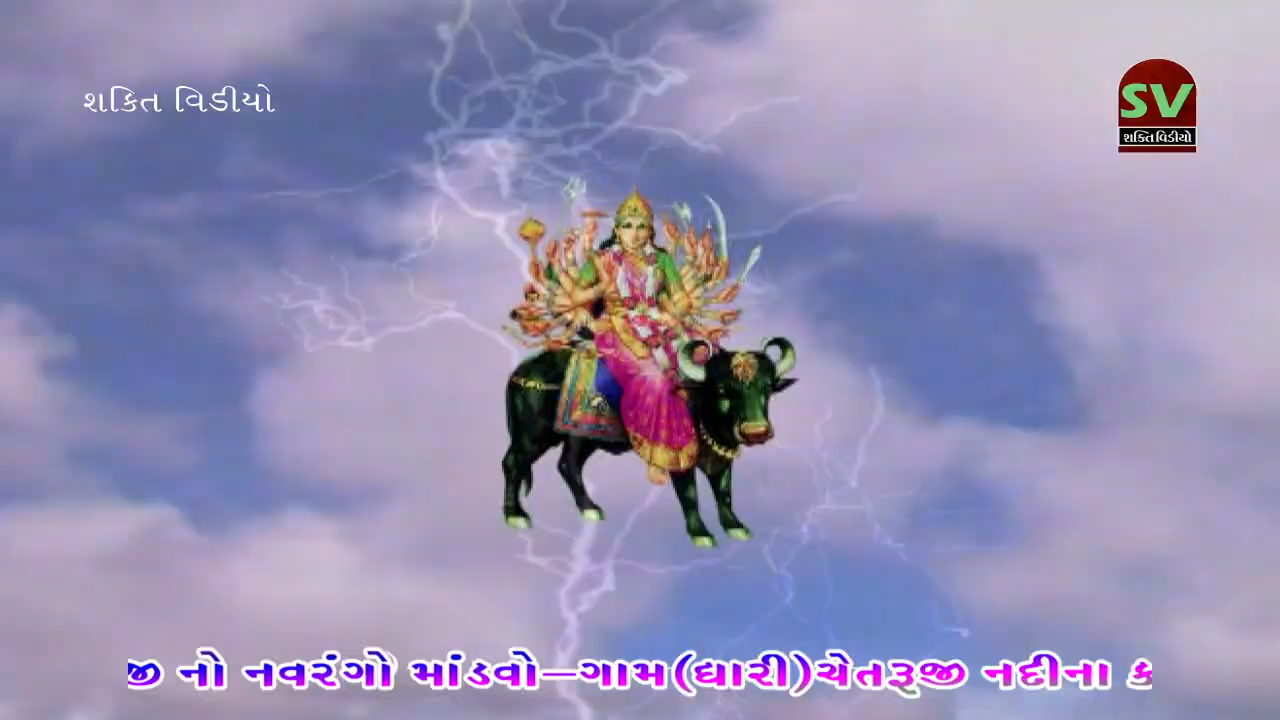 શકિત વિડીયો
SV
શક્તિ વિડીયો
જી નો નવરંગો માંડવો–ગામ(ધારી)ચેતરૂજી નદીના ક